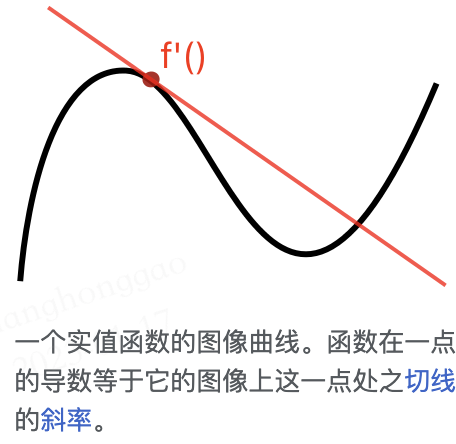 f'()
一个实值函数的图像曲线。函数在一点
的导数等于它的图像上这一点处之切线
的斜率。